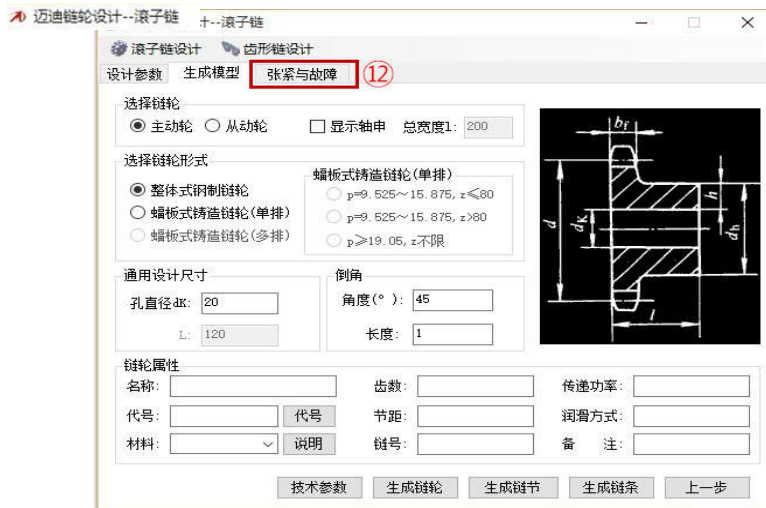 迈迪链轮设计--滚子链
计--滚子链
滚子链设计 齿形链设计
设计参数 生成模型 张紧与故障 ⑫
选择链轮
主动轮 从动轮 显示轴申 总宽度l: 200
选择链轮形式
整体式钢制链轮
蝠板式铸造链轮(单排)
蝠板式铸造链轮(多排)
蝠板式铸造链轮(单排)
p=9.525~15.875,z≤80
p=9.525~15.875,z>80
p≥19.05,z不限
通用设计尺寸
孔直径dK: 20
L: 120
倒角
角度(°): 45
长度: 1
bf
d
dK
h
dh
l
链轮属性
名称: 齿数: 传递功率:
代号: 代号 节距: 润滑方式:
材料: 说明 链号: 备 注:
技术参数 生成链轮 生成链节 生成链条 上一步